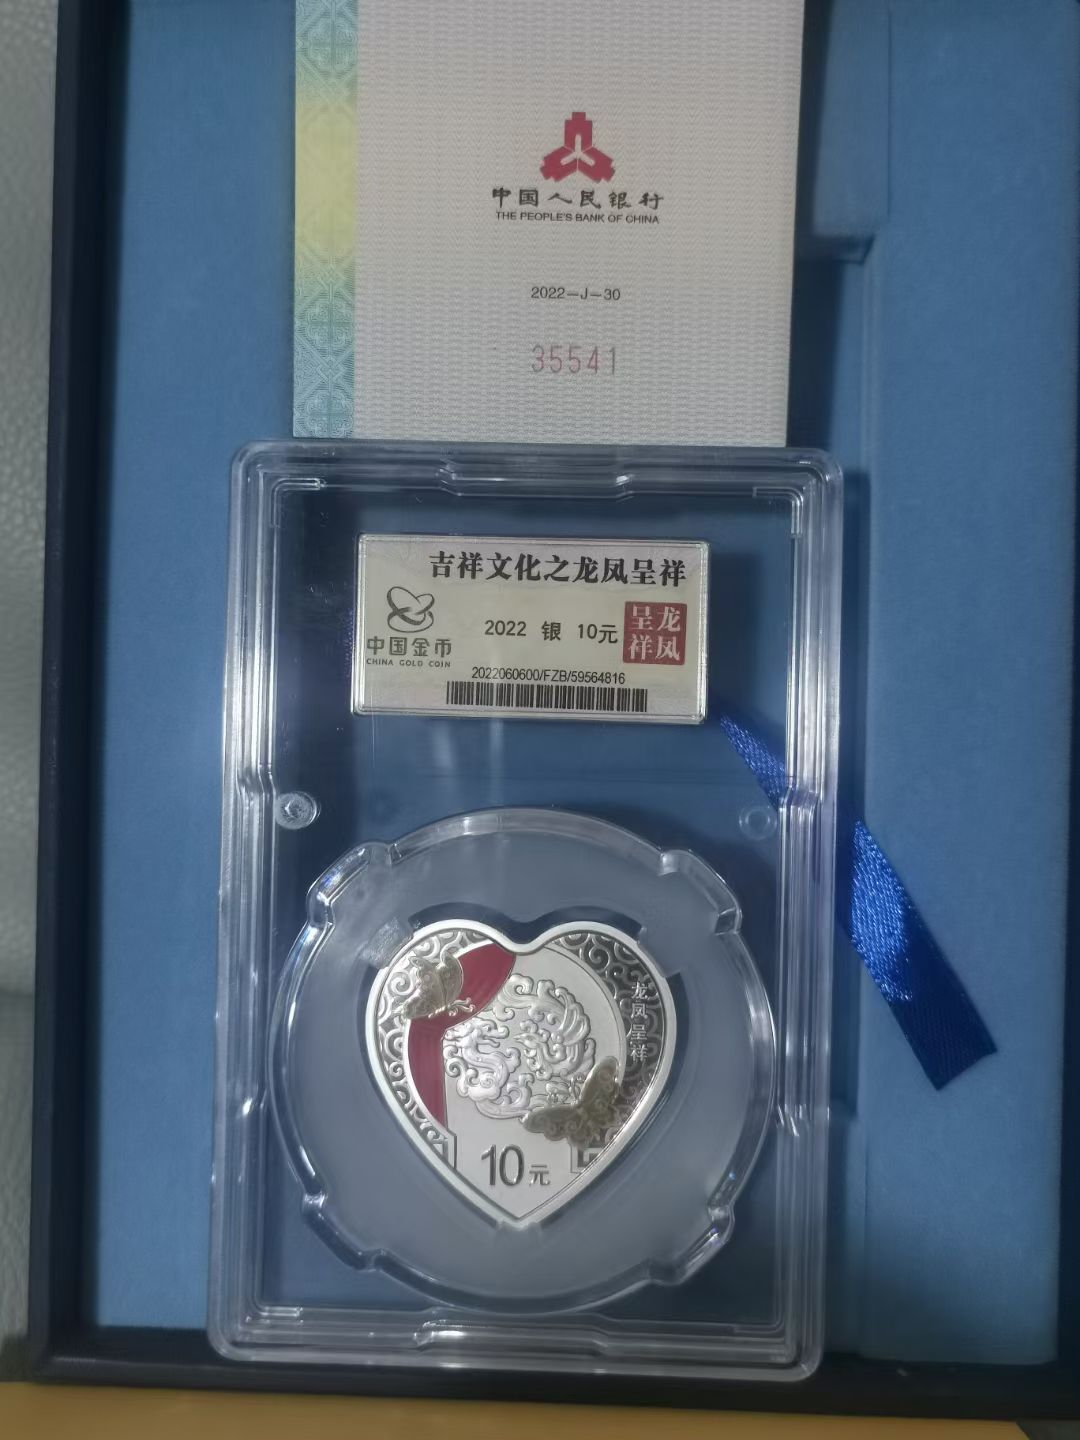 中国人民银行
THE PEOPLE'S BANK OF CHINA
2022-J-30
35541
吉祥文化之龙凤呈祥
中国金币
CHINA GOLD COIN
2022 银 10元
龙凤呈祥
2022060600/FZB/59564816
龙凤呈祥
10元